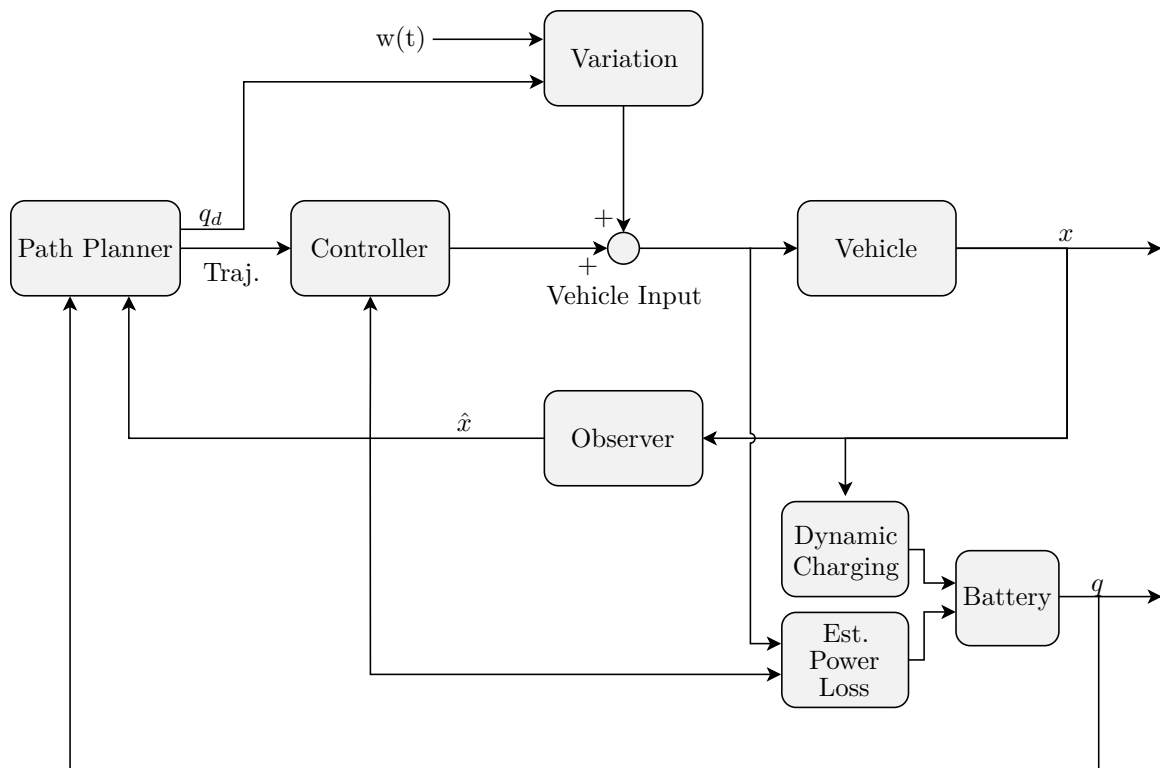 w(t)
Variation
q_d
Path Planner
Traj.
Controller
+
+
Vehicle Input
Vehicle
x
x̂
Observer
Dynamic
Charging
Battery
q
Est.
Power
Loss